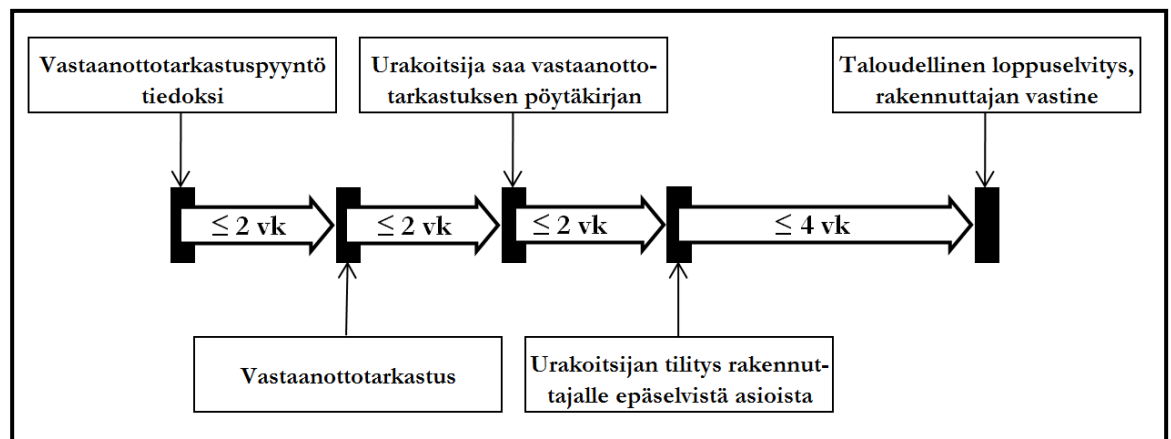 Vastaanottotarkastuspyyntö
tiedoksi
Urakoitsija saa vastaanotto-
tarkastuksen pöytäkirjan
Taloudellinen loppuselvitys,
rakennuttajan vastine
≤ 2 vk
≤ 2 vk
≤ 2 vk
≤ 4 vk
Vastaanottotarkastus
Urakoitsijan tilitys rakennut-
tajalle epäselvistä asioista